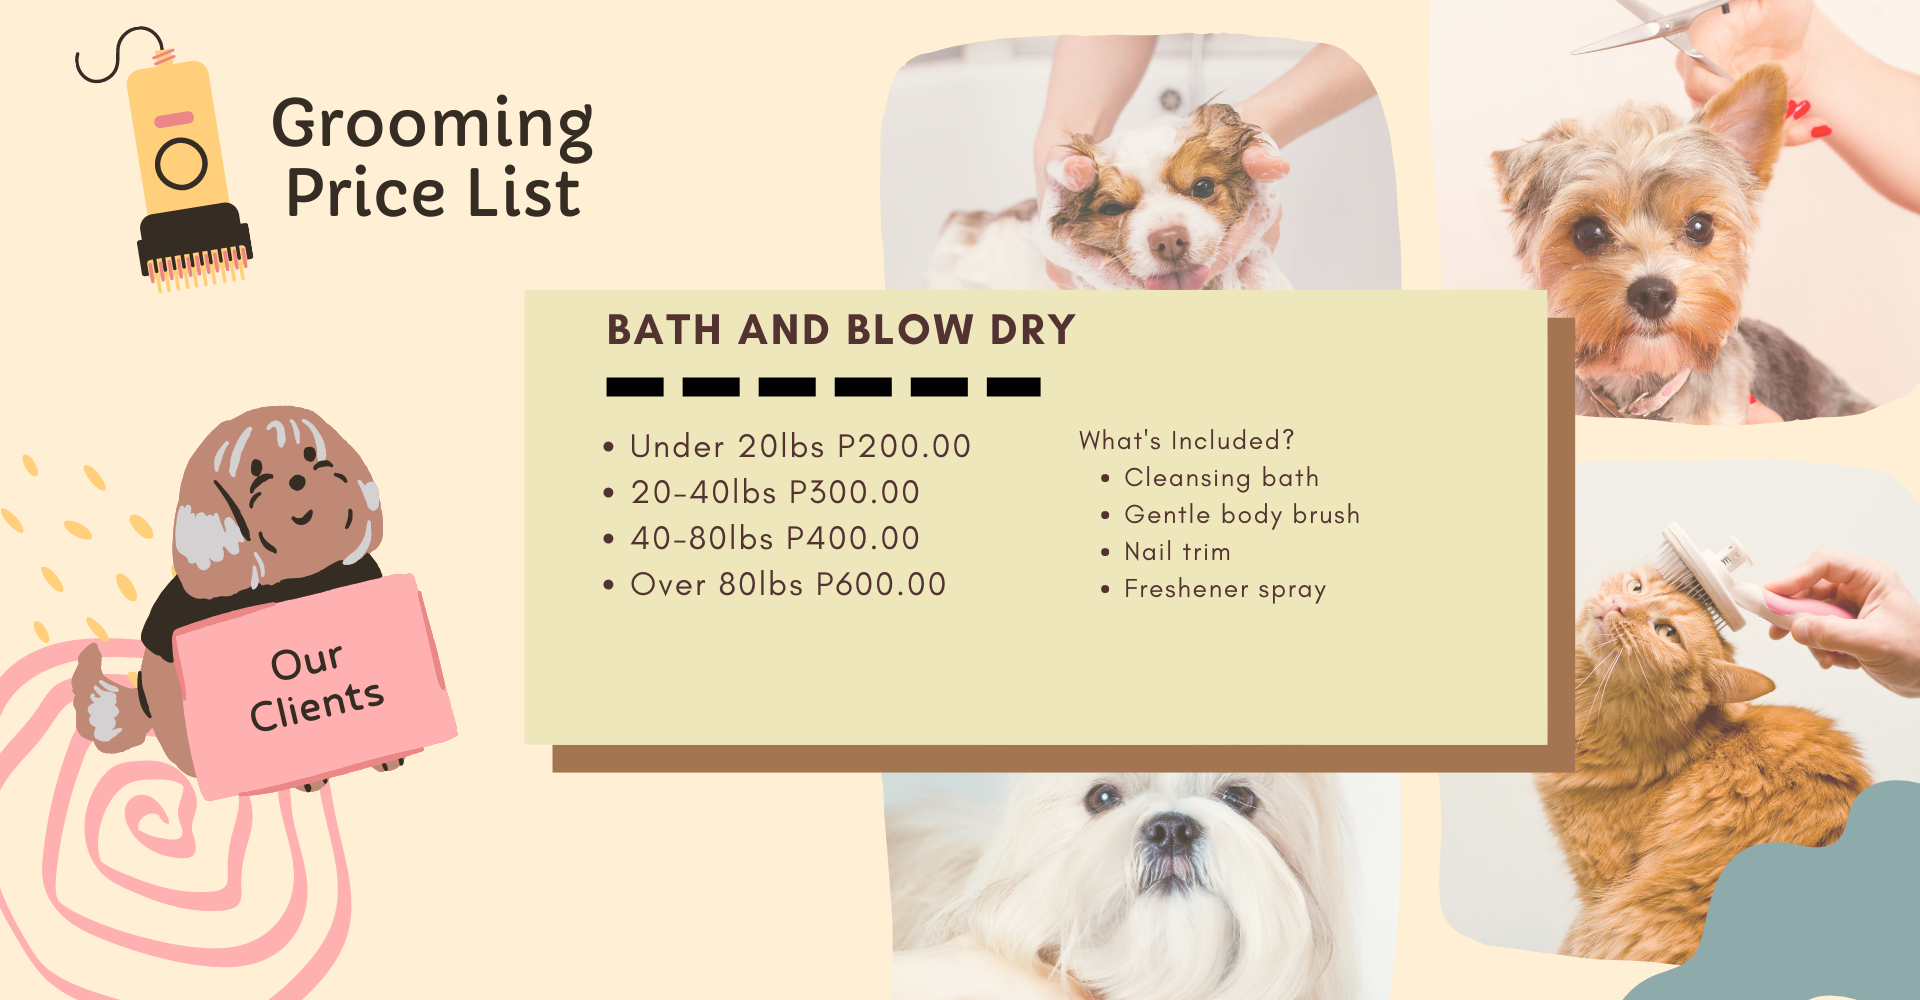 Grooming
Price List
BATH AND BLOW DRY
Under 20lbs P200.00
20-40lbs P300.00
40-80lbs P400.00
Over 80lbs P600.00
What's Included?
Cleansing bath
Gentle body brush
Nail trim
Freshener spray
Our
Clients